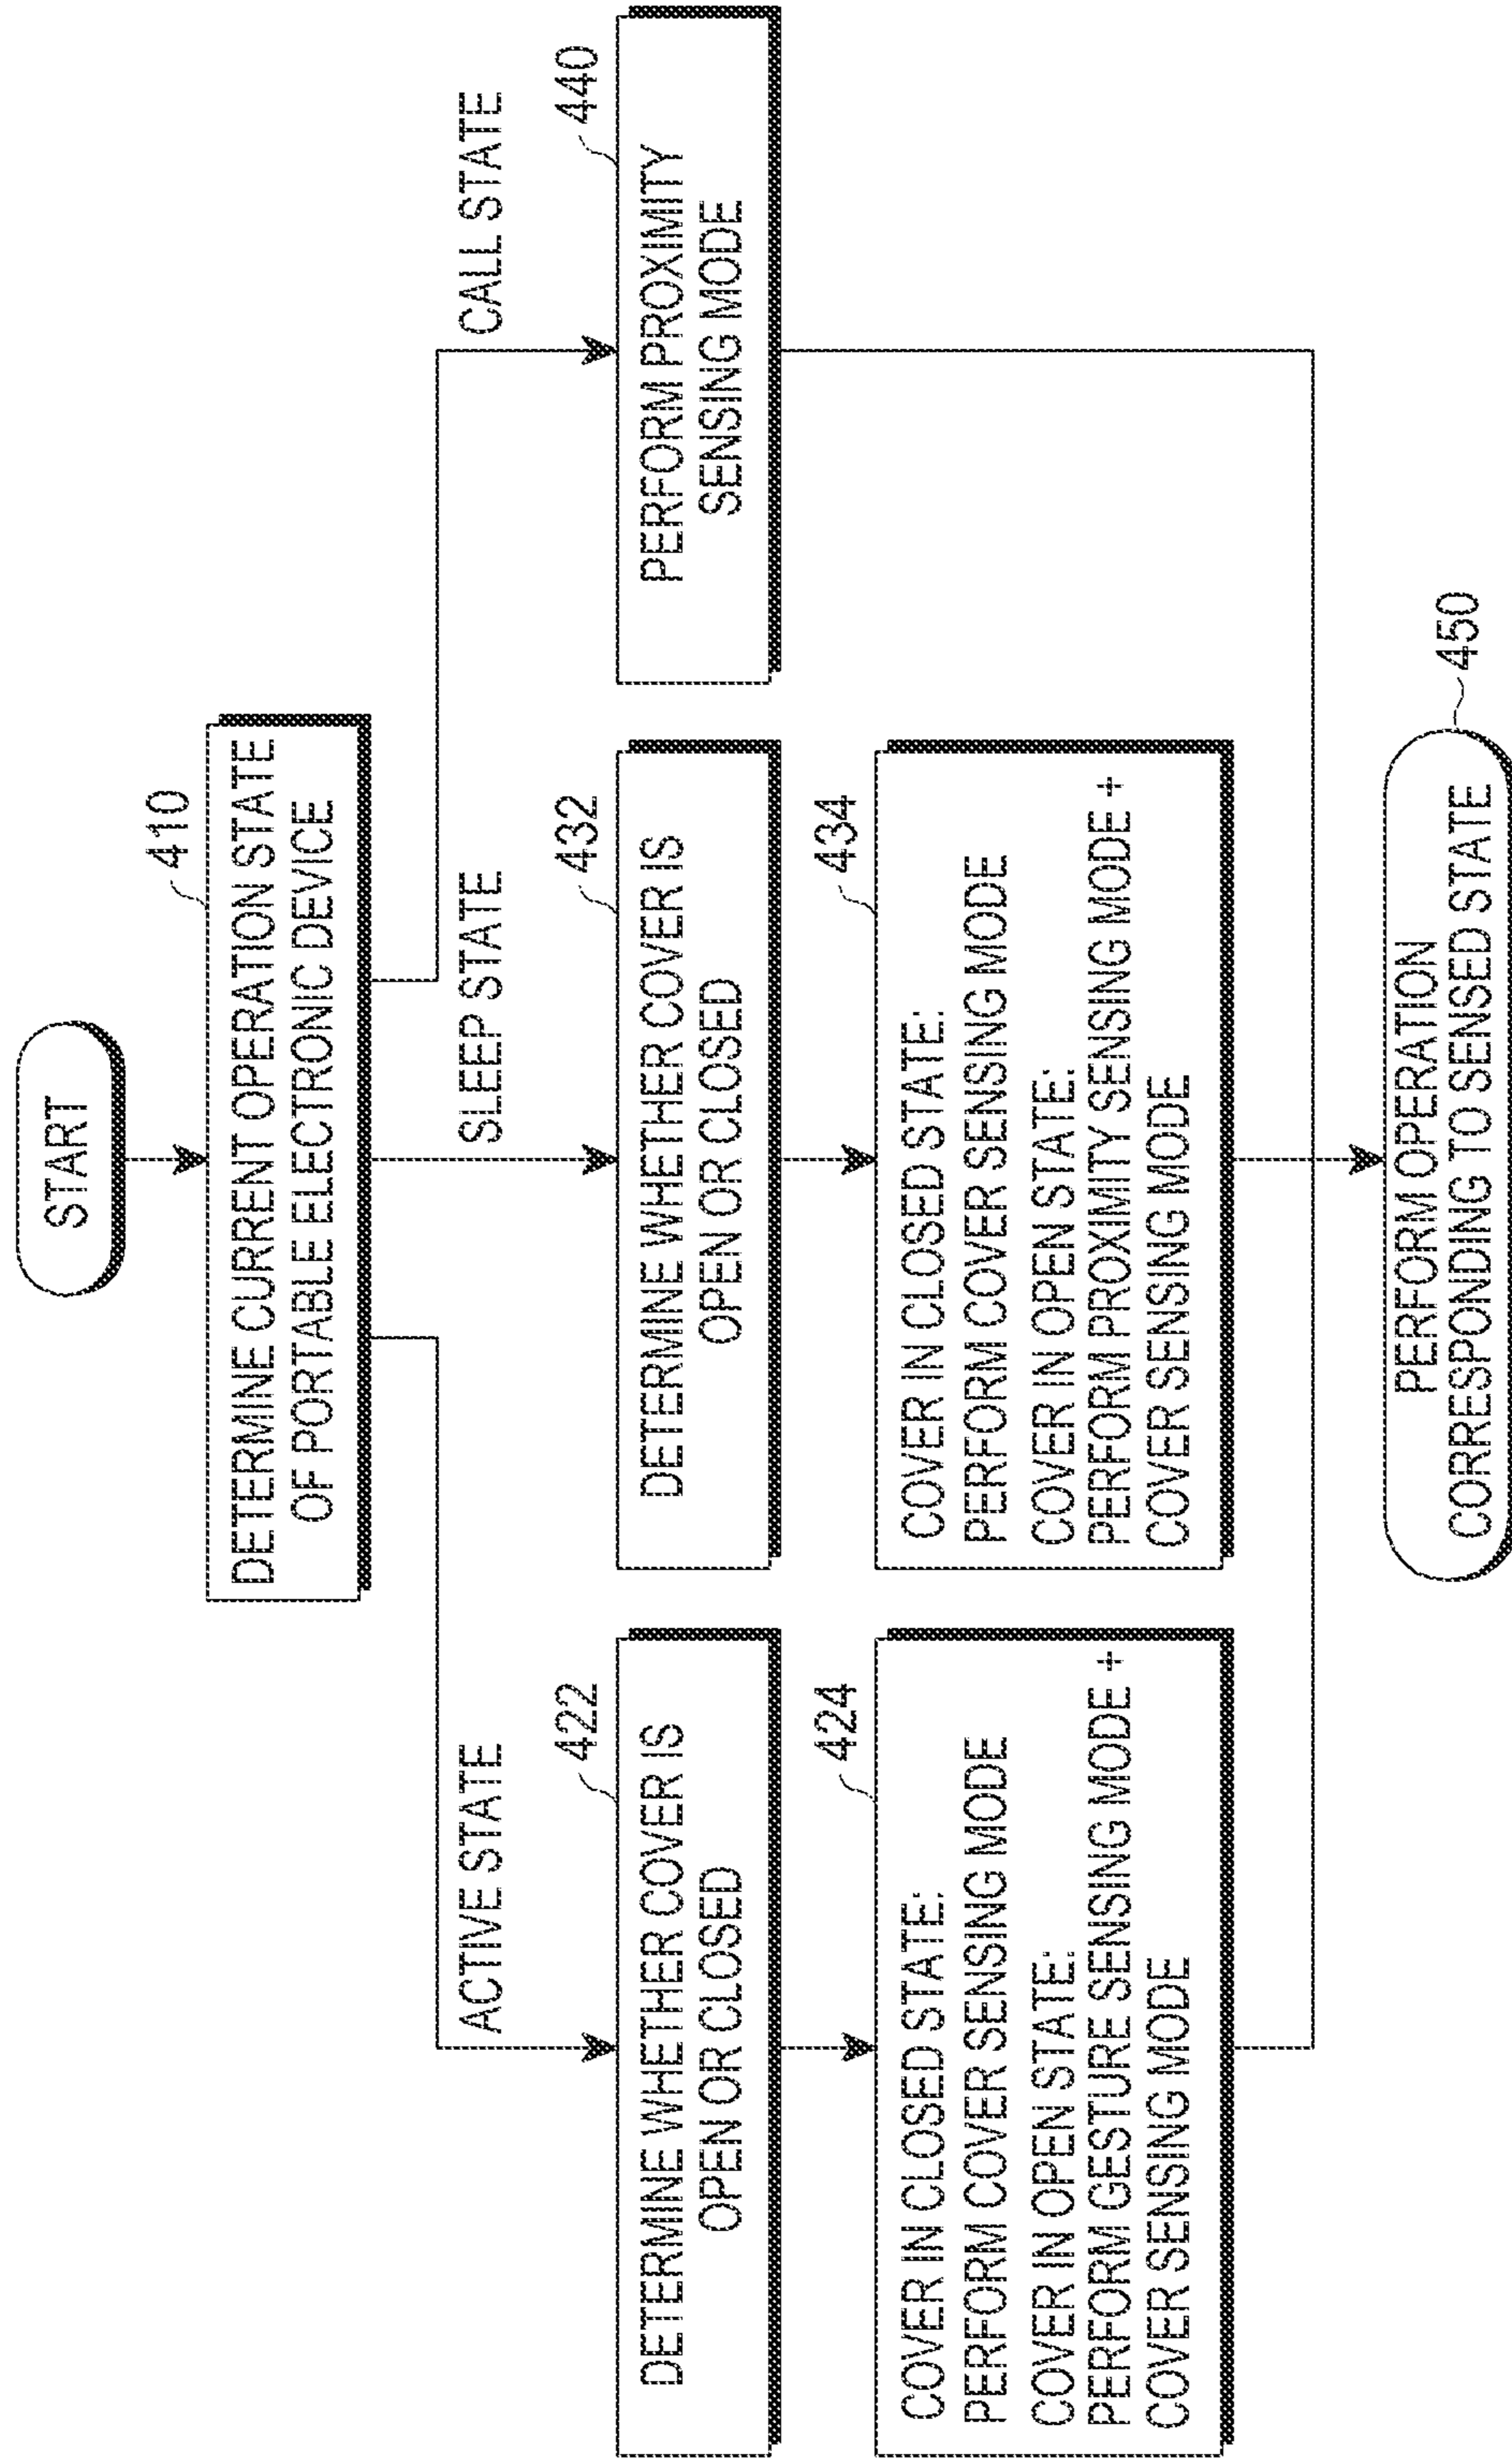 START
410
DETERMINE CURRENT OPERATION STATE
OF PORTABLE ELECTRONIC DEVICE
ACTIVE STATE
SLEEP STATE
CALL STATE
422
DETERMINE WHETHER COVER IS
OPEN OR CLOSED
432
DETERMINE WHETHER COVER IS
OPEN OR CLOSED
440
PERFORM PROXIMITY
SENSING MODE
424
COVER IN CLOSED STATE:
PERFORM COVER SENSING MODE
COVER IN OPEN STATE:
PERFORM GESTURE SENSING MODE +
COVER SENSING MODE
434
COVER IN CLOSED STATE:
PERFORM COVER SENSING MODE
COVER IN OPEN STATE:
PERFORM PROXIMITY SENSING MODE +
COVER SENSING MODE
450
PERFORM OPERATION
CORRESPONDING TO SENSED STATE